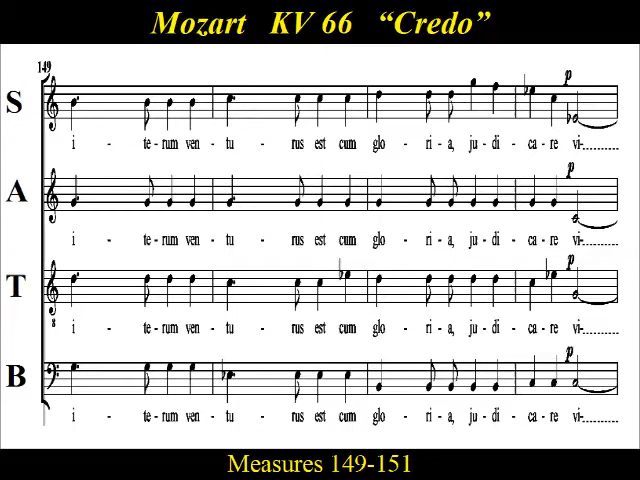 Mozart KV 66 “Credo”
149
p
S
i - te- rum ven- tu - rus est cum glo - ri - a, ju - di - ca - re vi-..........
p
A
i - te- rum ven- tu - rus est cum glo - ri - a, ju - di - ca - re vi-..........
p
T
8
i - te- rum ven- tu - rus est cum glo - ri - a, ju - di - ca - re vi-..........
p
B
i - te- rum ven- tu - rus est cum glo - ri - a, ju - di - ca - re vi-..........
Measures 149-151